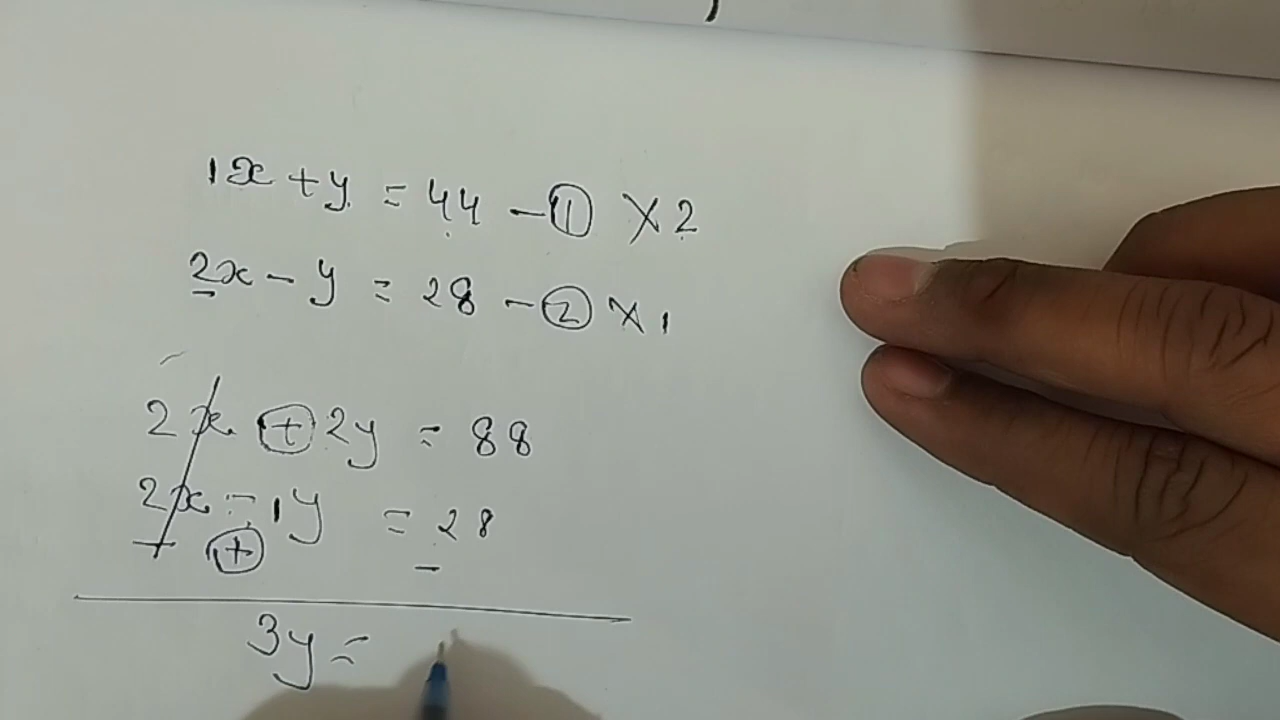 1x + y = 44 - ① × 2
2x - y = 28 - ② × 1
2x + 2y = 88
2x - 1y = 28
- + -
3y =